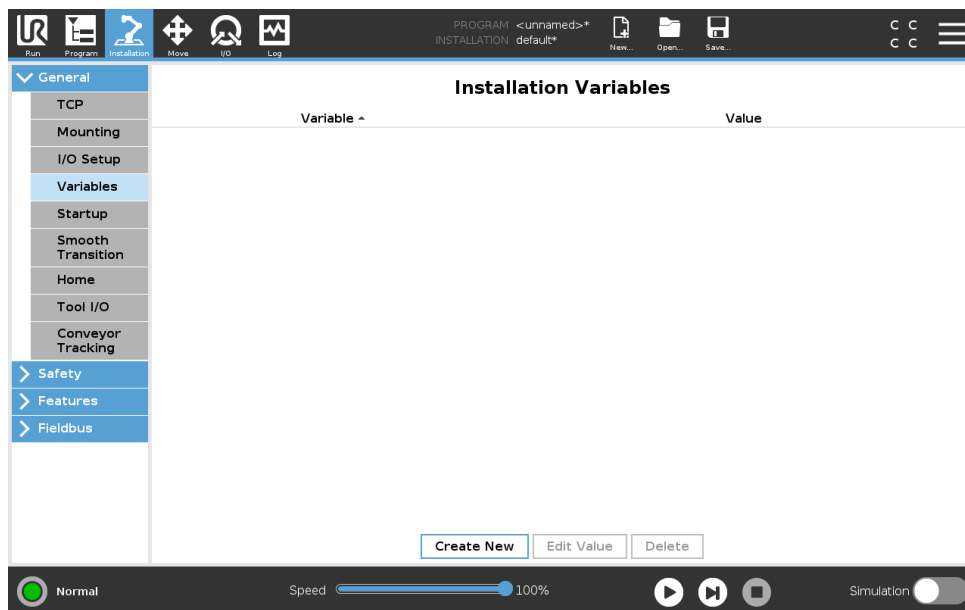 UR
Run
Program
Installation
Move
I/O
Log
PROGRAM <unnamed>*
INSTALLATION default*
New...
Open...
Save...
C C
C C
General
TCP
Mounting
I/O Setup
Variables
Startup
Smooth
Transition
Home
Tool I/O
Conveyor
Tracking
Safety
Features
Fieldbus
Installation Variables
Variable
Value
Create New
Edit Value
Delete
Normal
Speed
100%
Simulation